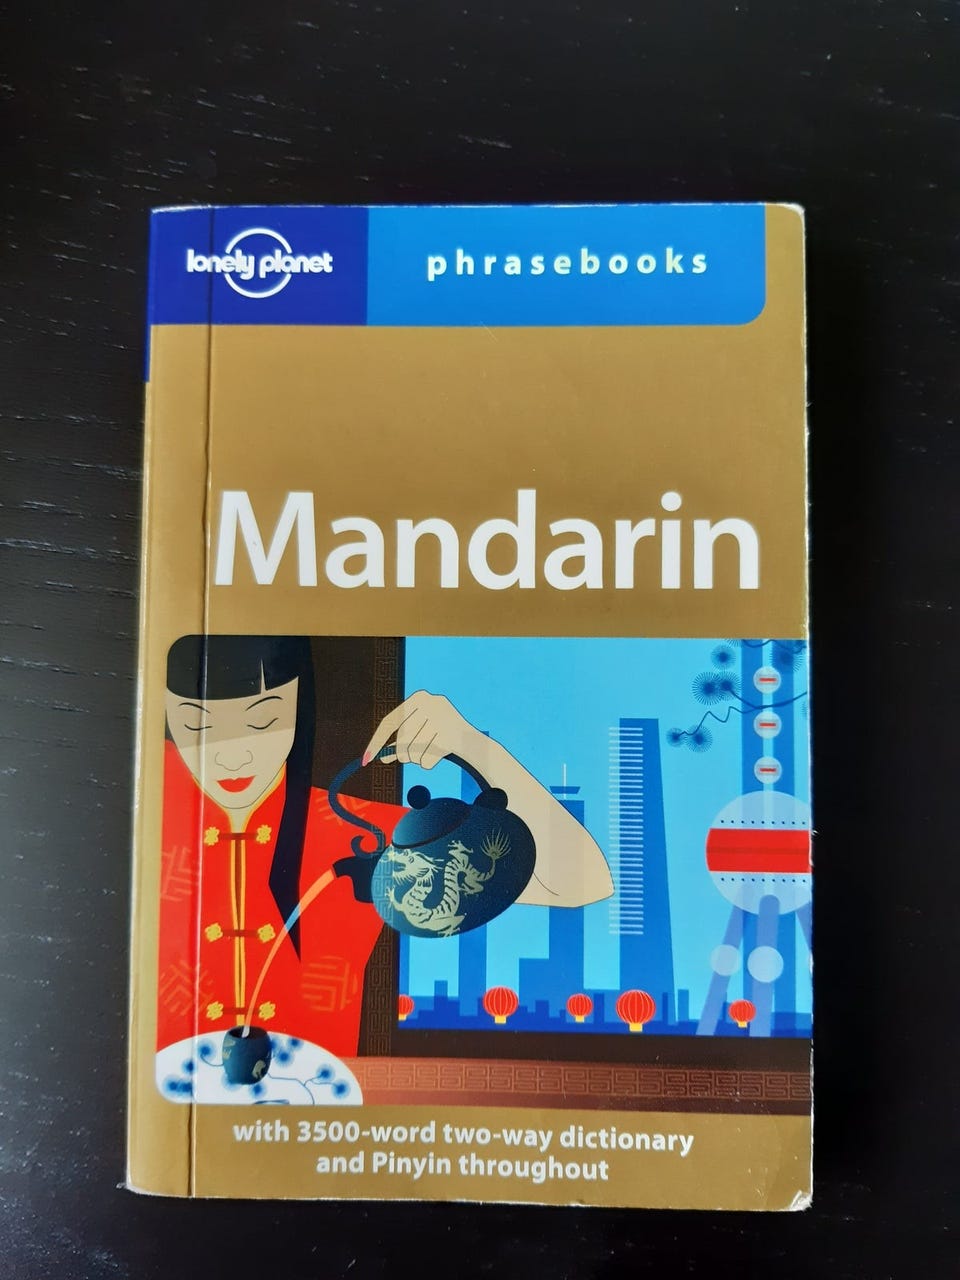 lonely planet
phrasebooks
Mandarin
with 3500-word two-way dictionary
and Pinyin throughout